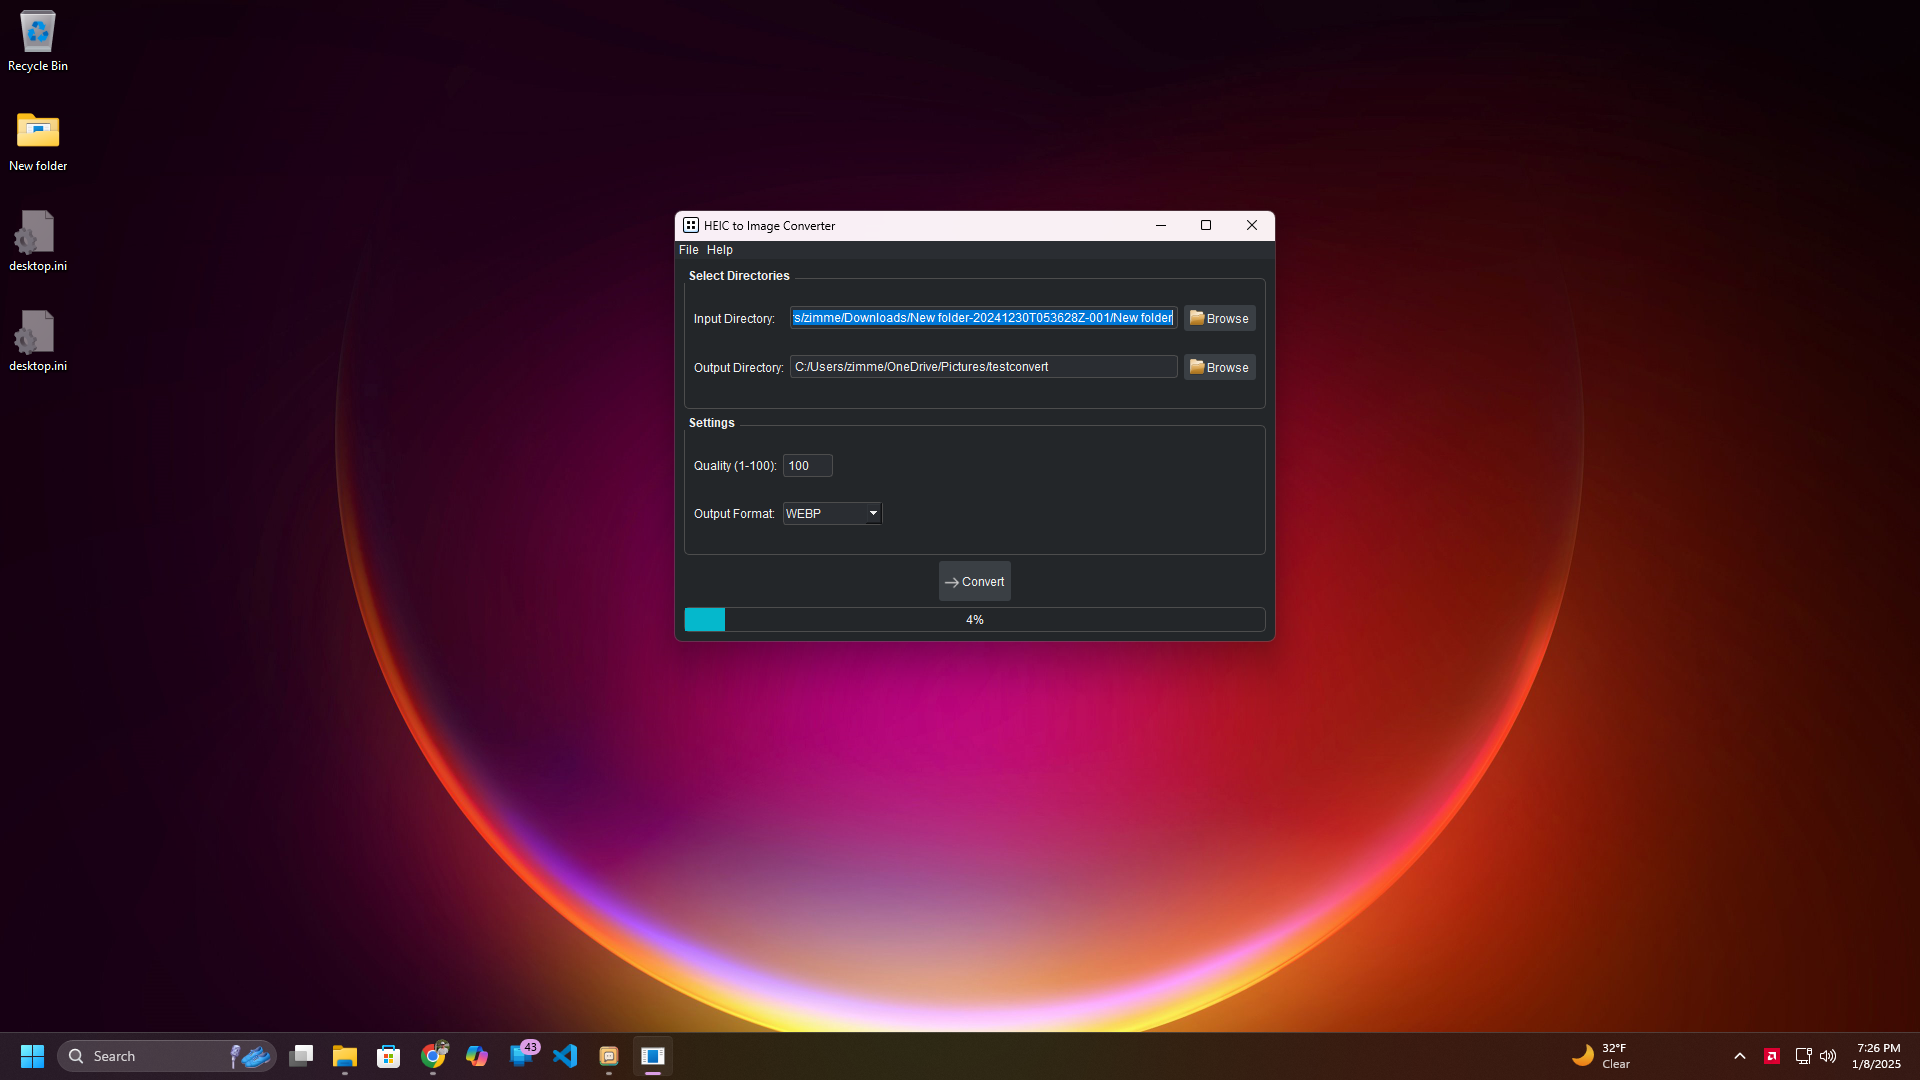 Recycle Bin
New folder
desktop.ini
desktop.ini
HEIC to Image Converter
File Help
Select Directories
Input Directory: s/zimme/Downloads/New folder-20241230T053628Z-001/New folder Browse
Output Directory: C:/Users/zimme/OneDrive/Pictures/testconvert Browse
Settings
Quality (1-100): 100
Output Format: WEBP
Convert
4%
Search
43
32°F
Clear
7:26 PM
1/8/2025